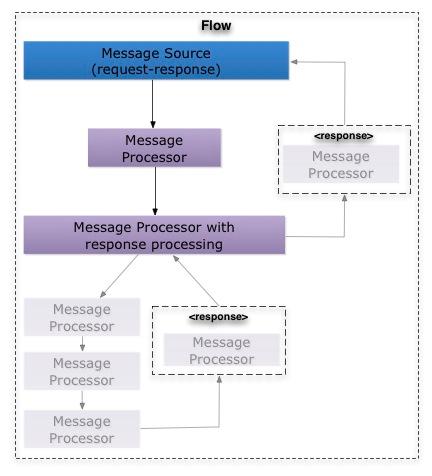 Flow
Message Source
(request-response)
<response>
Message
Processor
Message
Processor
Message Processor with
response processing
Message
Processor
<response>
Message
Processor
Message
Processor
Message
Processor